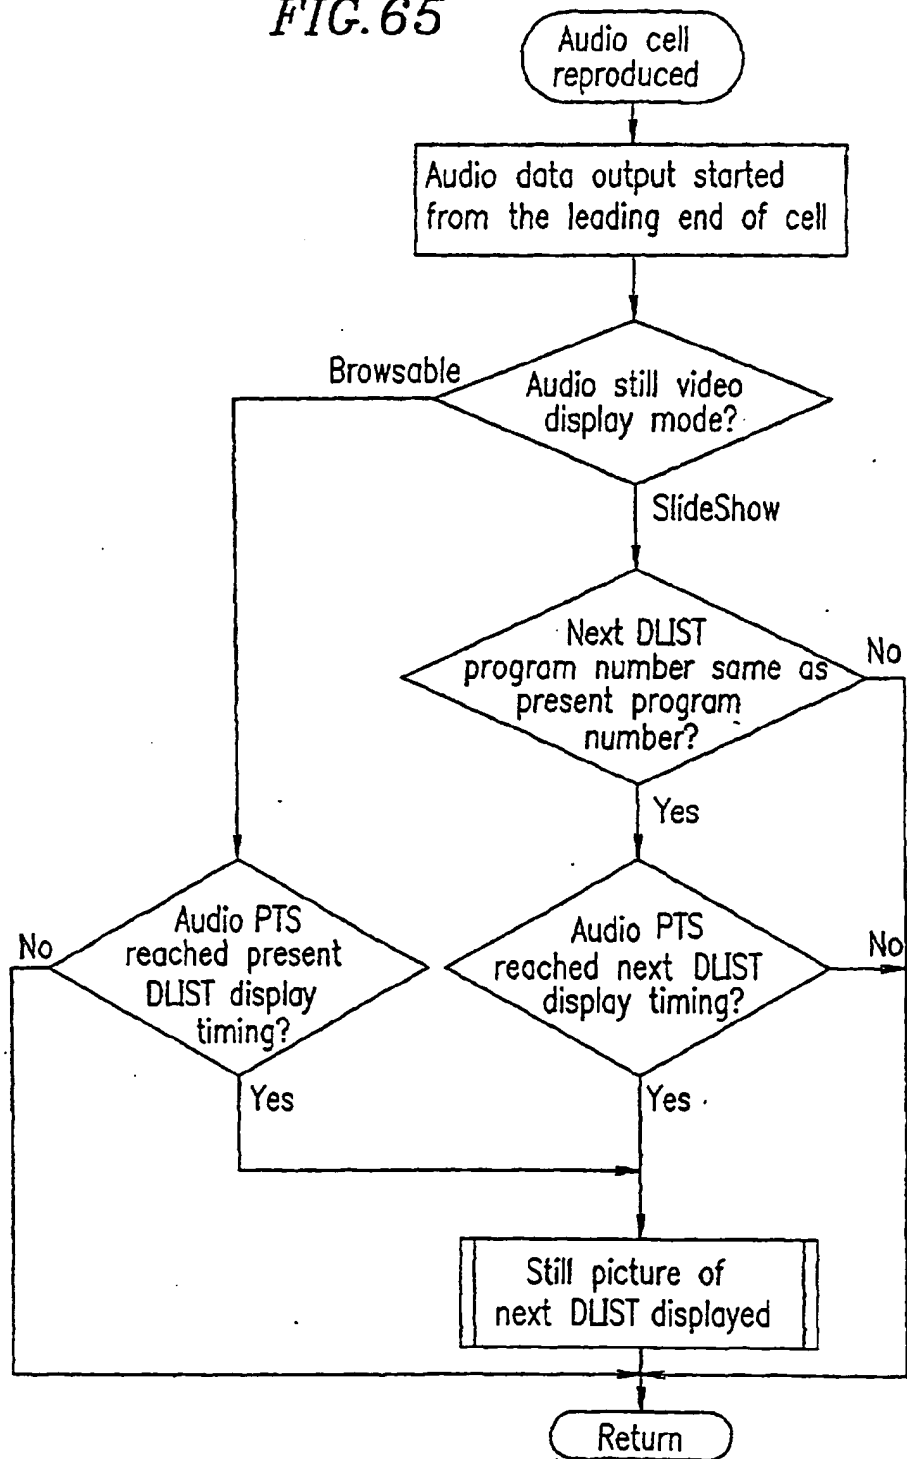 FIG. 65
Audio cell
reproduced
Audio data output started
from the leading end of cell
Browsable
Audio still video
display mode?
SlideShow
Next DLIST
program number same as
present program
number?
No
Yes
Audio PTS
reached present
DLIST display
timing?
No
Yes
Audio PTS
reached next DLIST
display timing?
No
Yes
Still picture of
next DLIST displayed
Return